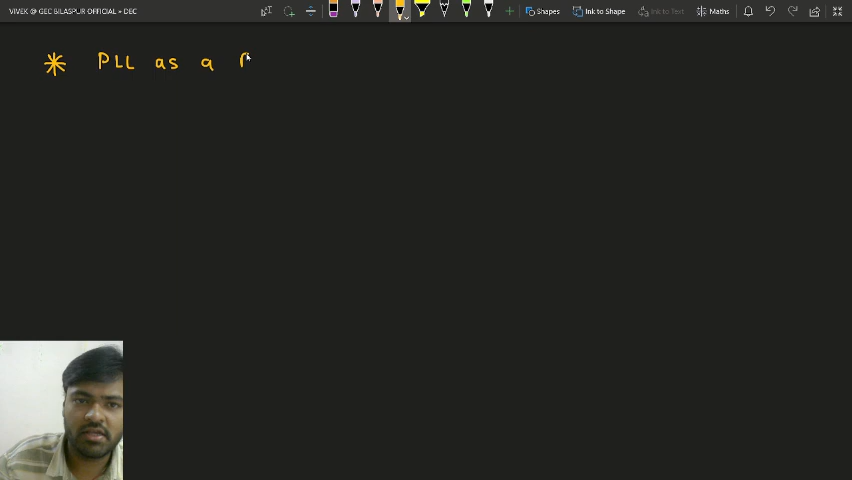 VIVEK @ GEC BILASPUR OFFICIAL + DEC
Shapes
Ink to Shape
Ink to Text
Maths
* PLL as a